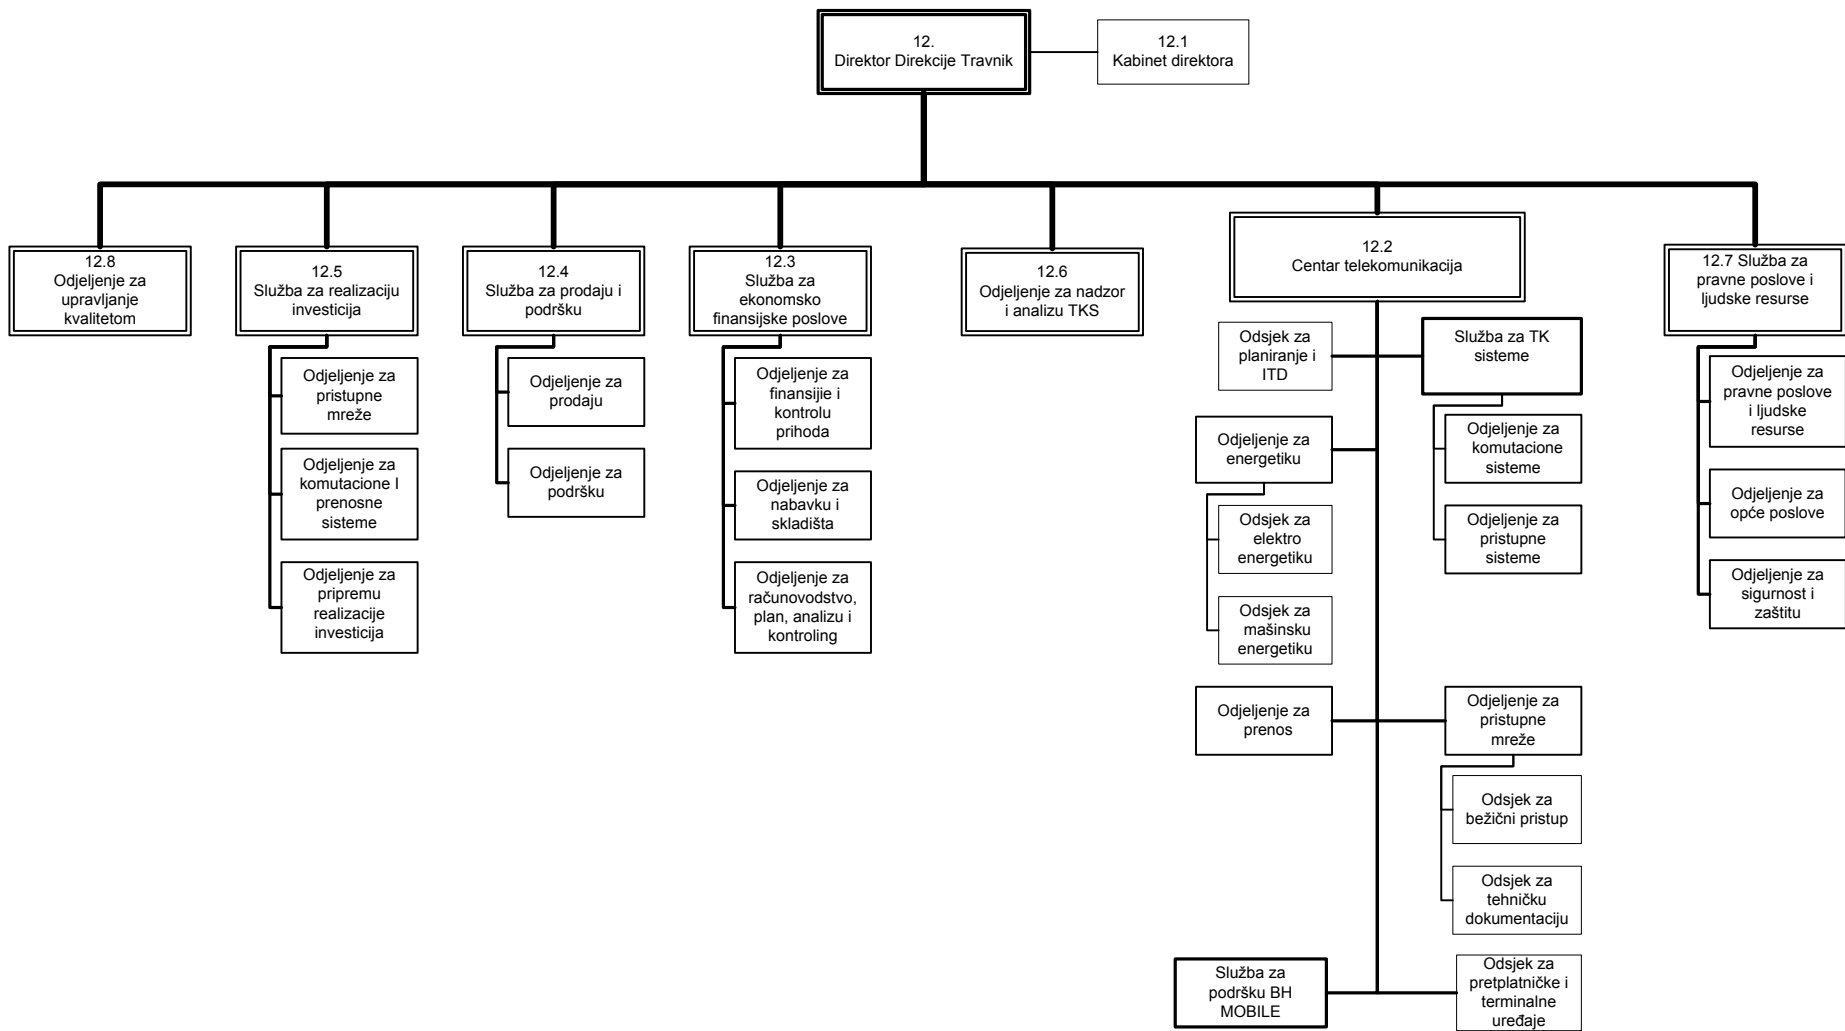 12.
Direktor Direkcije Travnik
12.1
Kabinet direktora
12.8
Odjeljenje za
upravljanje
kvalitetom
12.5
Služba za realizaciju
investicija
12.4
Služba za prodaju i
podršku
12.3
Služba za
ekonomsko
finansijske poslove
12.6
Odjeljenje za nadzor
i analizu TKS
12.2
Centar telekomunikacija
12.7 Služba za
pravne poslove i
ljudske resurse
Odjeljenje za
pristupne
mreže
Odjeljenje za
komutacione I
prenosne
sisteme
Odjeljenje za
pripremu
realizacije
investicija
Odjeljenje za
prodaju
Odjeljenje za
podršku
Odjeljenje za
finansijie i
kontrolu
prihoda
Odjeljenje za
nabavku i
skladišta
Odjeljenje za
računovodstvo,
plan, analizu i
kontroling
Odsjek za
planiranje i
ITD
Služba za TK
sisteme
Odjeljenje za
energetiku
Odjeljenje za
komutacione
sisteme
Odsjek za
elektro
energetiku
Odjeljenje za
pristupne
sisteme
Odsjek za
mašinsku
energetiku
Odjeljenje za
prenos
Odjeljenje za
pristupne
mreže
Odsjek za
bežični pristup
Odsjek za
tehničku
dokumentaciju
Služba za
podršku BH
MOBILE
Odsjek za
pretplatničke i
terminalne
uređaje
Odjeljenje za
pravne poslove
i ljudske
resurse
Odjeljenje za
opće poslove
Odjeljenje za
sigurnost i
zaštitu